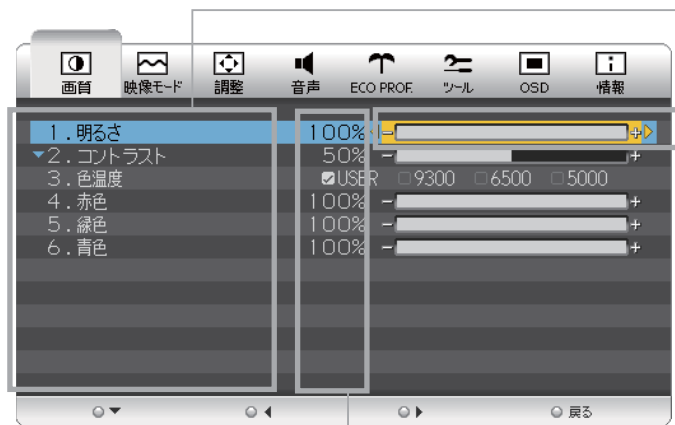 画質 映像モード 調整 音声 ECO PROF. ツール OSD 情報
1.明るさ 100% - +
2.コントラスト 50% - +
3.色温度 USER 9300 6500 5000
4.赤色 100% - +
5.緑色 100% - +
6.青色 100% - +
戻る